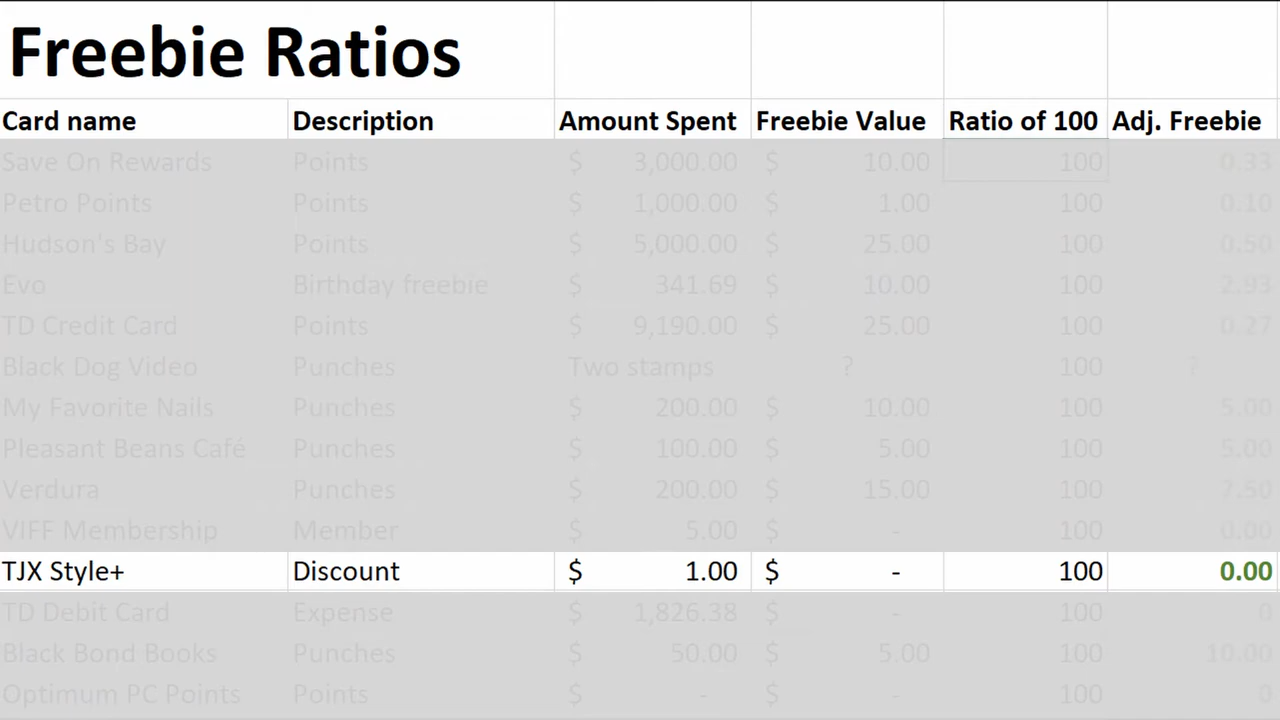 Freebie Ratios
Card name Description Amount Spent Freebie Value Ratio of 100 Adj. Freebie
Save On Rewards Points $ 3,000.00 $ 10.00 100 0.33
Petro Points Points $ 1,000.00 $ 1.00 100 0.10
Hudson's Bay Points $ 5,000.00 $ 25.00 100 0.50
Evo Birthday freebie $ 341.69 $ 10.00 100 2.93
TD Credit Card Points $ 9,190.00 $ 25.00 100 0.27
Black Dog Video Punches Two stamps ? 100 ?
My Favorite Nails Punches $ 200.00 $ 10.00 100 5.00
Pleasant Beans Café Punches $ 100.00 $ 5.00 100 5.00
Verdura Punches $ 200.00 $ 15.00 100 7.50
VIFF Membership Member $ 5.00 $ - 100 0.00
TJX Style+ Discount $ 1.00 $ - 100 0.00
TD Debit Card Expense $ 1,826.38 $ - 100 0
Black Bond Books Punches $ 50.00 $ 5.00 100 10.00
Optimum PC Points Points $ - $ - 100 0